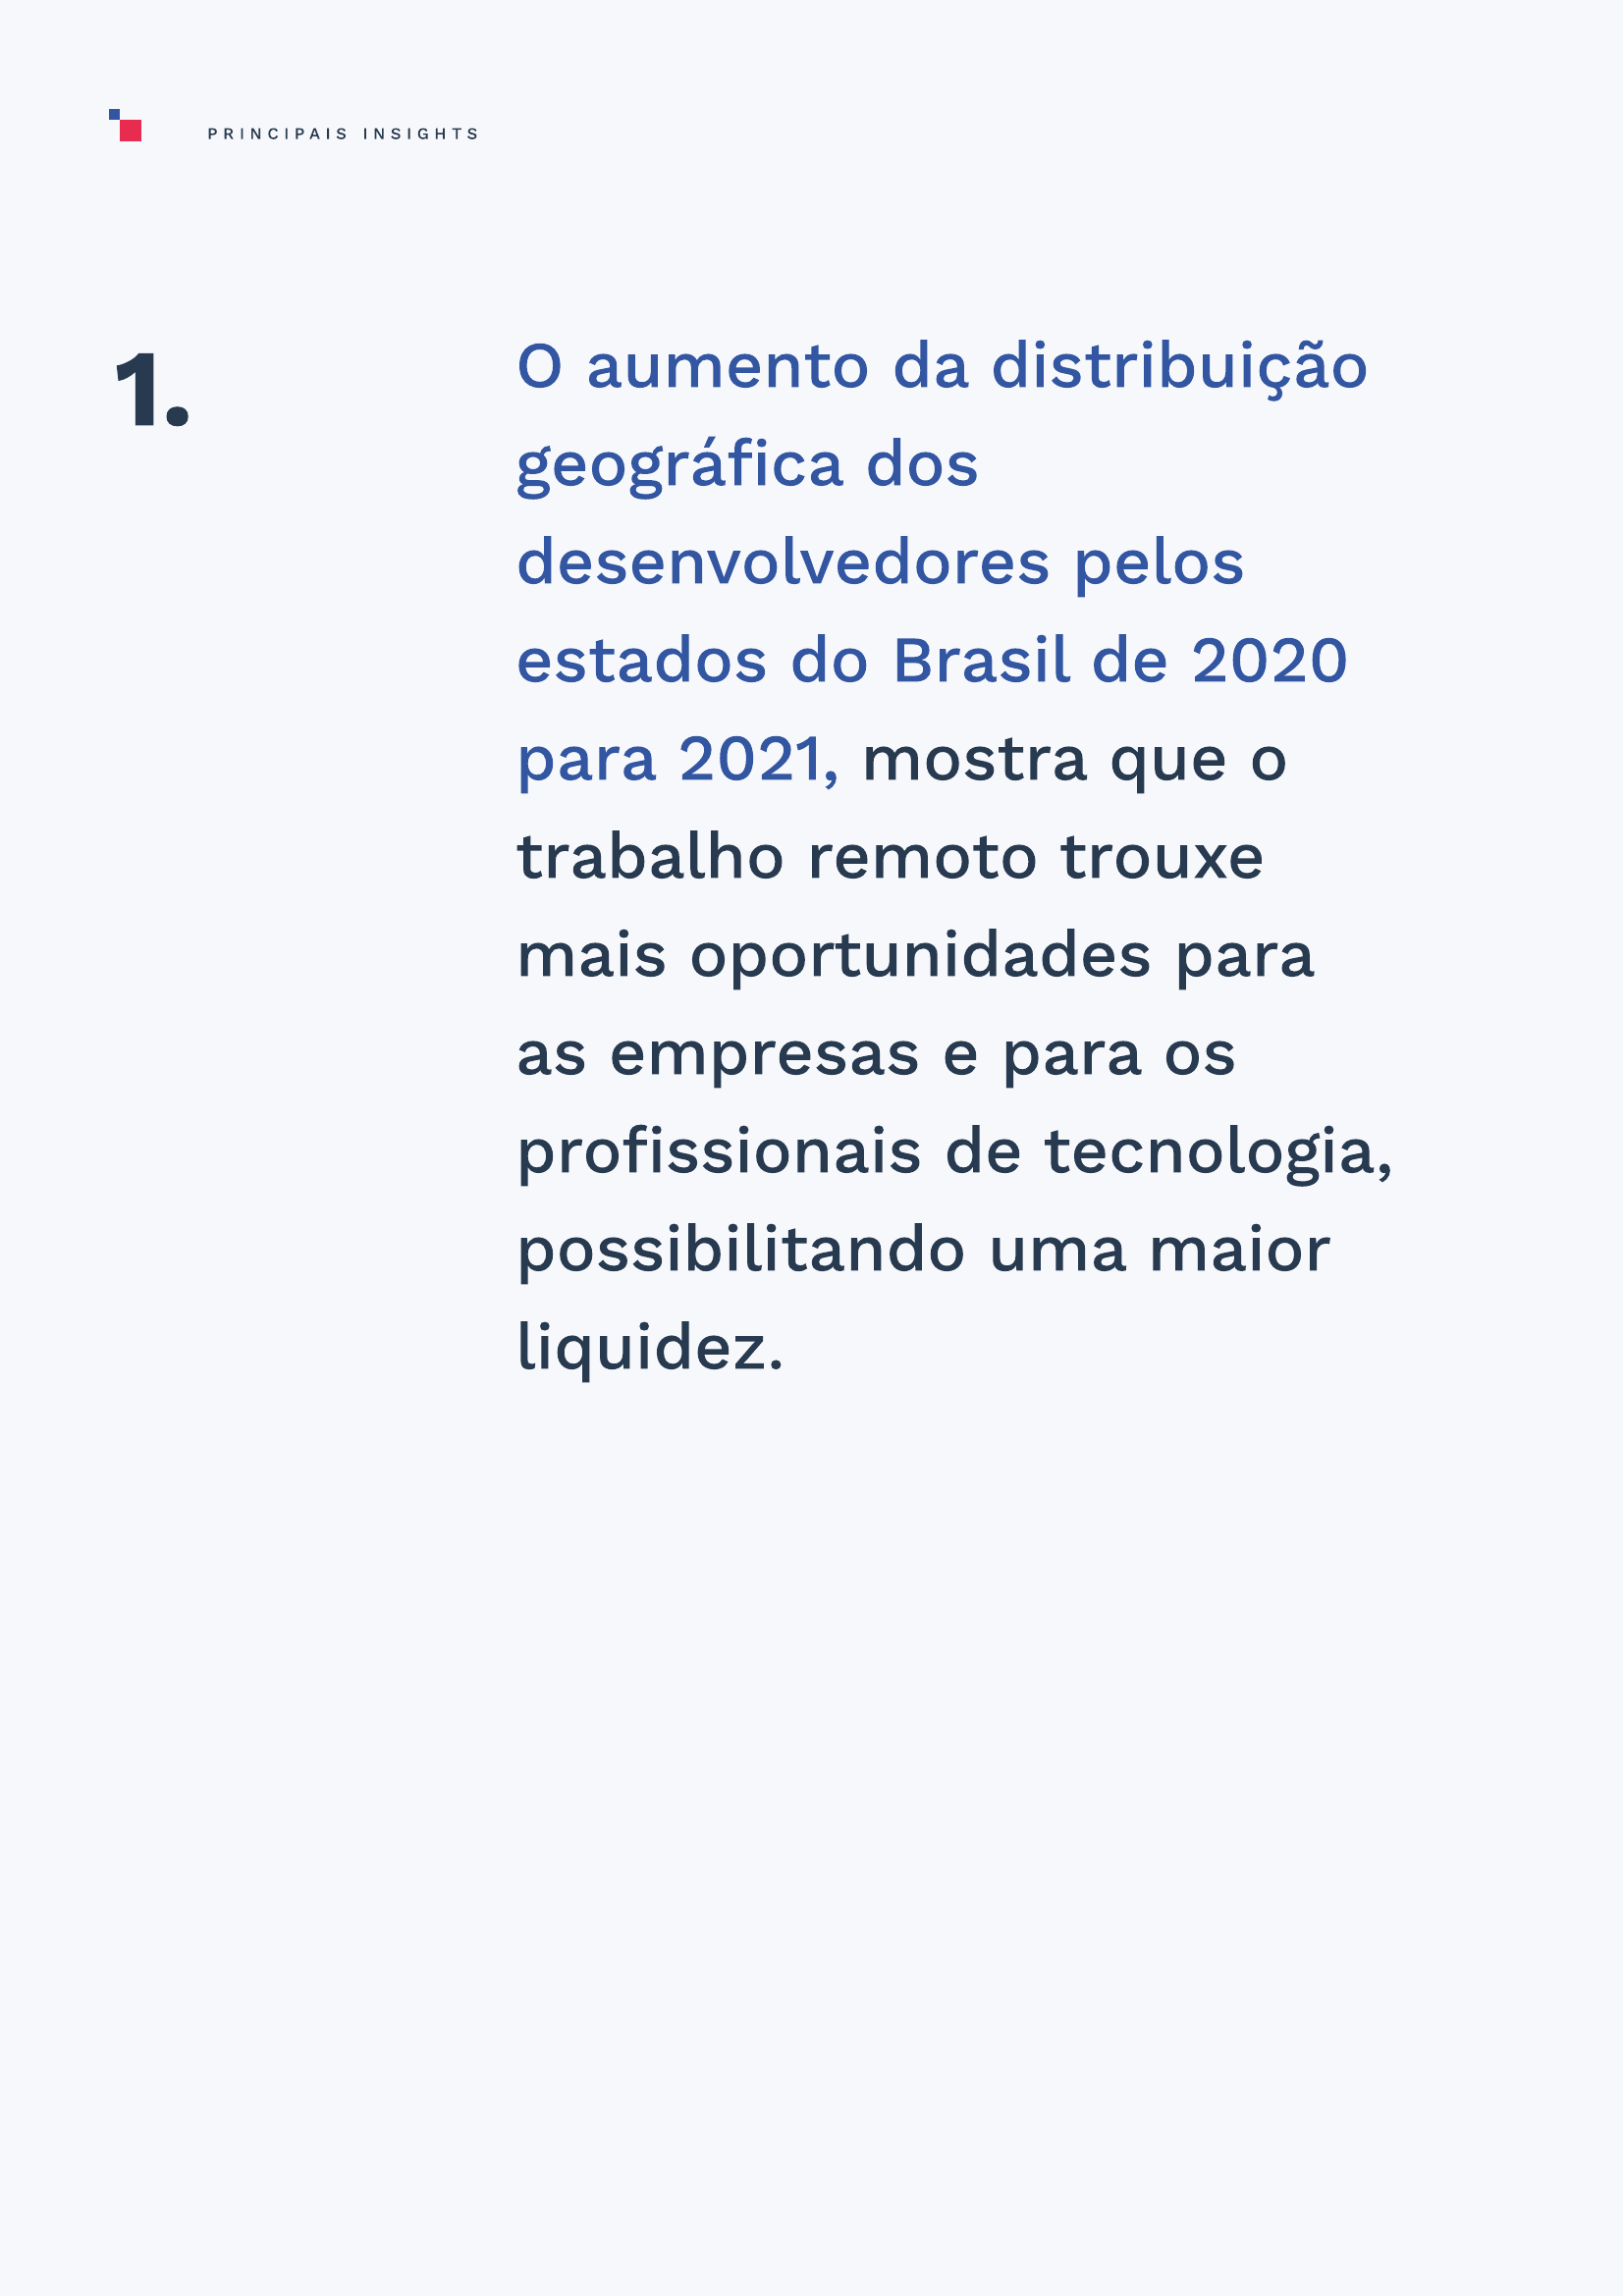 PRINCIPAIS INSIGHTS
1.
O aumento da distribuição
geográfica dos
desenvolvedores pelos
estados do Brasil de 2020
para 2021, mostra que o
trabalho remoto trouxe
mais oportunidades para
as empresas e para os
profissionais de tecnologia,
possibilitando uma maior
liquidez.